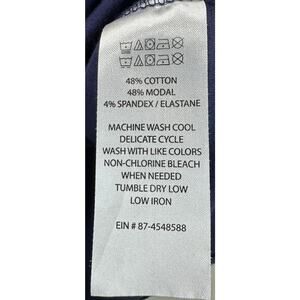 48% COTTON
48% MODAL
4% SPANDEX / ELASTANE
MACHINE WASH COOL
DELICATE CYCLE
WASH WITH LIKE COLORS
NON-CHLORINE BLEACH
WHEN NEEDED
TUMBLE DRY LOW
LOW IRON
EIN # 87-4548588